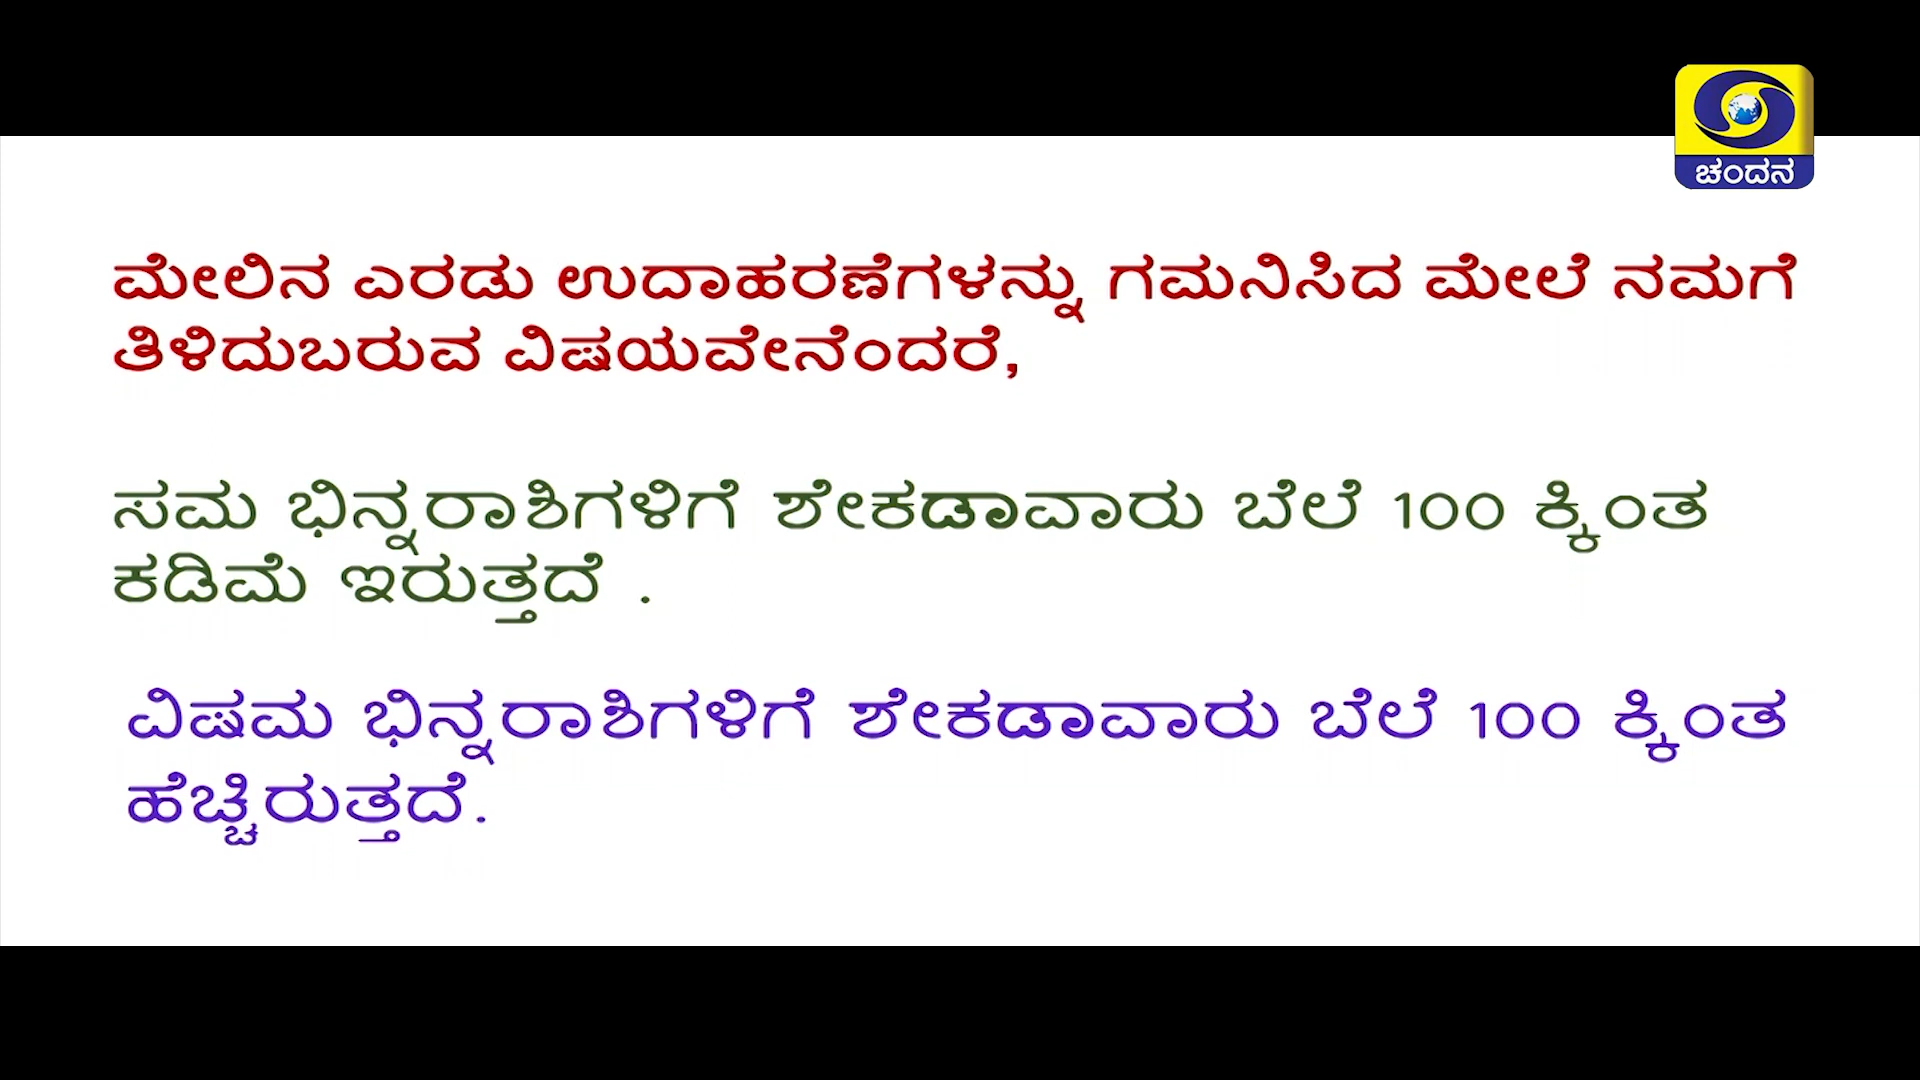 ಚಂದನ
ಮೇಲಿನ ಎರಡು ಉದಾಹರಣೆಗಳನ್ನು ಗಮನಿಸಿದ ಮೇಲೆ ನಮಗೆ
ತಿಳಿದುಬರುವ ವಿಷಯವೇನೆಂದರೆ,
ಸಮ ಭಿನ್ನರಾಶಿಗಳಿಗೆ ಶೇಕಡಾವಾರು ಬೆಲೆ 100 ಕ್ಕಿಂತ
ಕಡಿಮೆ ಇರುತ್ತದೆ .
ವಿಷಮ ಭಿನ್ನರಾಶಿಗಳಿಗೆ ಶೇಕಡಾವಾರು ಬೆಲೆ 100 ಕ್ಕಿಂತ
ಹೆಚ್ಚಿರುತ್ತದೆ.